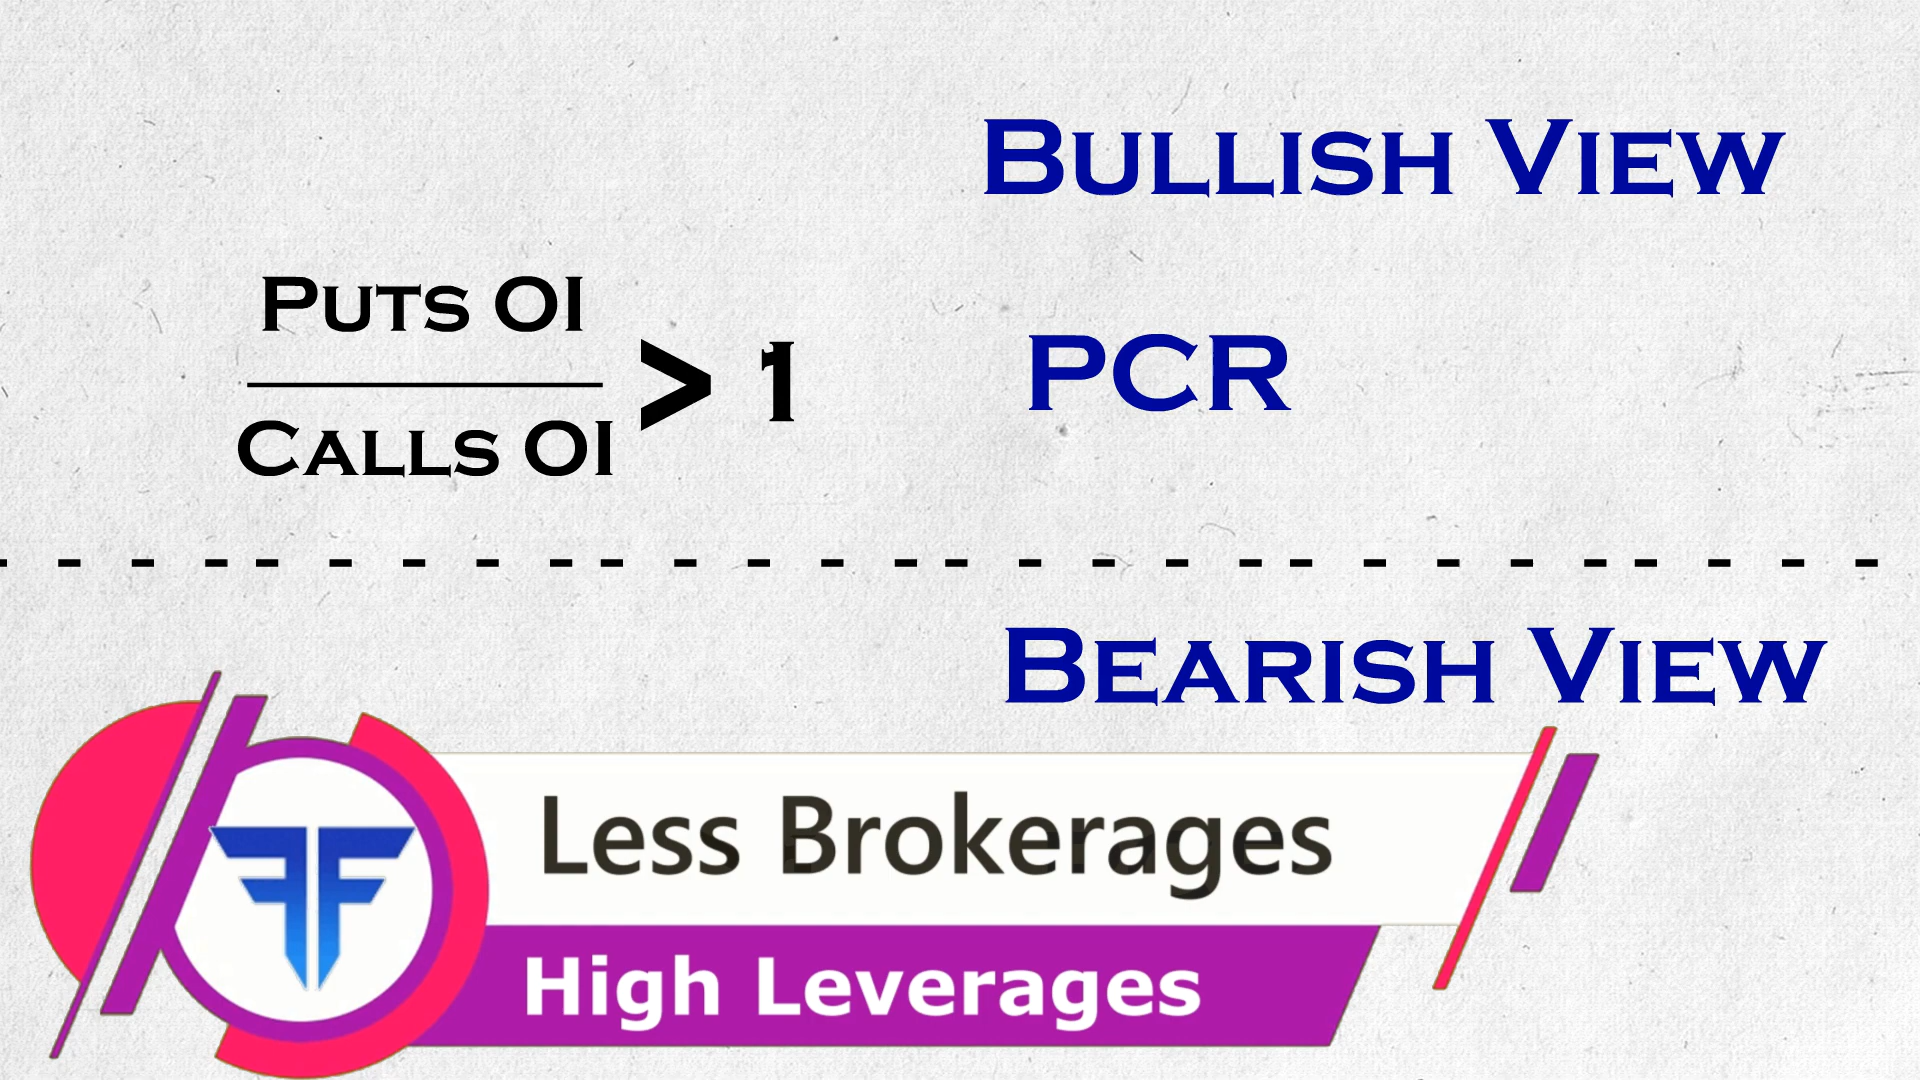 Bullish View
Puts OI
Calls OI
> 1
PCR
Bearish View
Less Brokerages
High Leverages